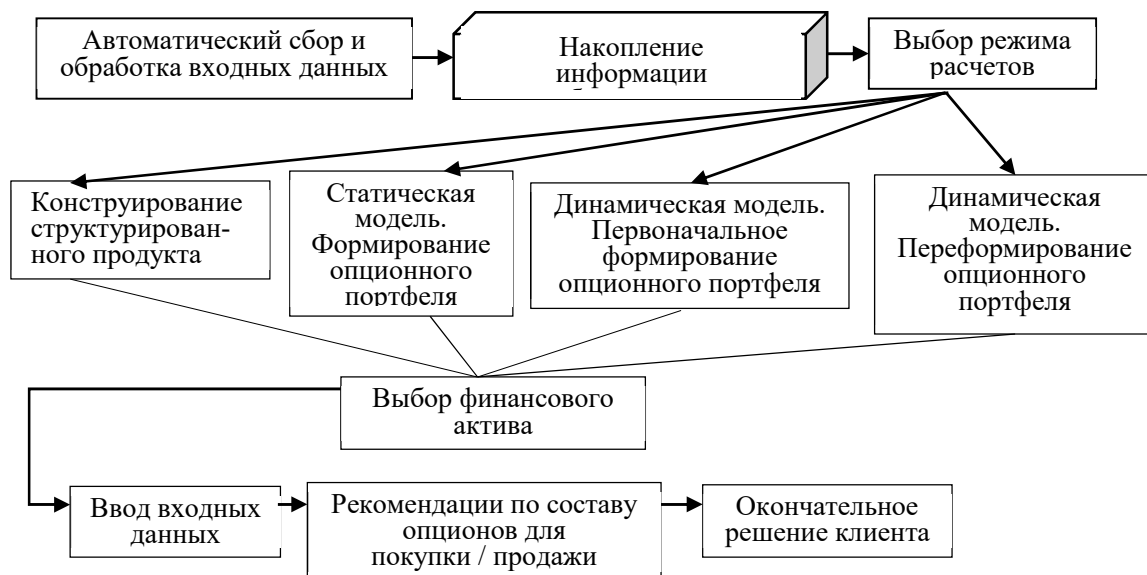 Автоматический сбор и
обработка входных данных
Накопление
информации
Выбор режима
расчетов
Конструирование
структурирован-
ного продукта
Статическая
модель.
Формирование
опционного
портфеля
Динамическая модель.
Первоначальное
формирование
опционного портфеля
Динамическая
модель.
Переформирование
опционного
портфеля
Выбор финансового
актива
Ввод входных
данных
Рекомендации по составу
опционов для
покупки / продажи
Окончательное
решение клиента